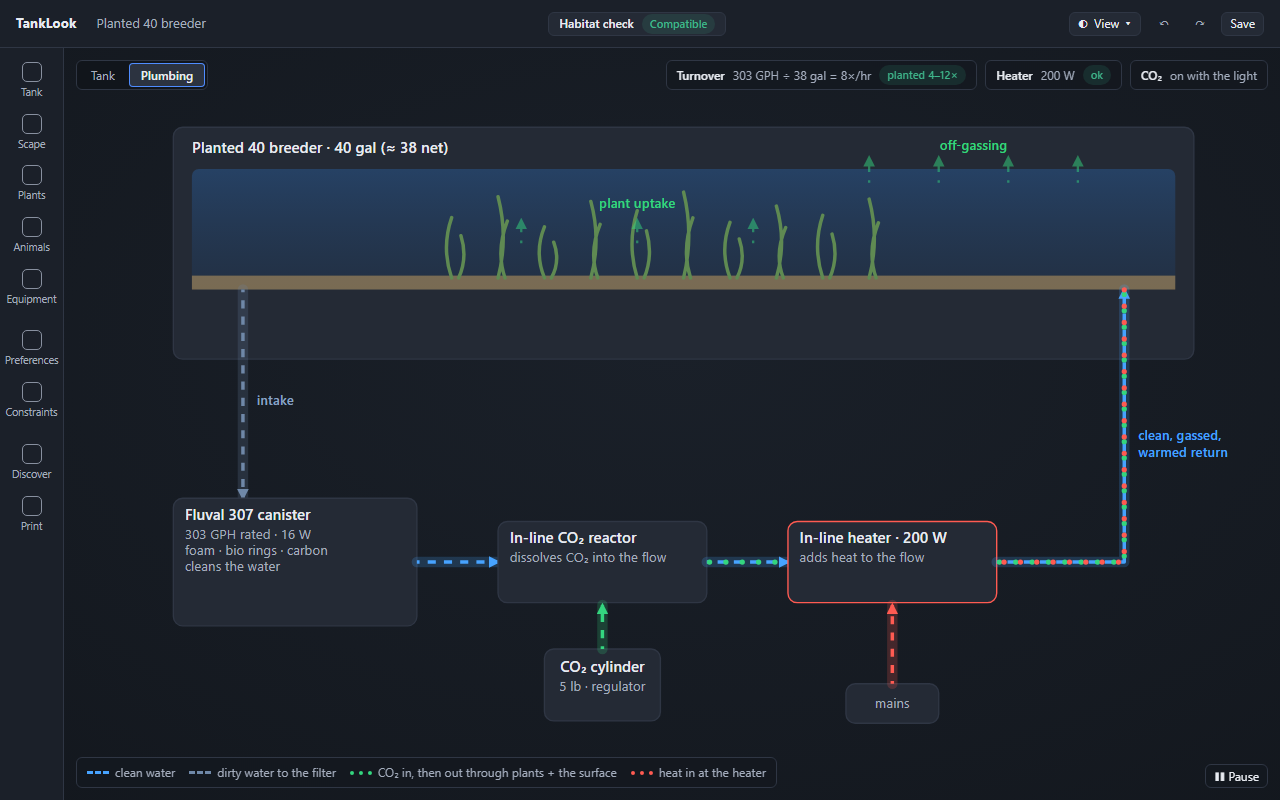 TankLook Planted 40 breeder
Habitat check Compatible
View
Save
Tank
Scape
Plants
Animals
Equipment
Preferences
Constraints
Discover
Print
Tank Plumbing
Turnover 303 GPH ÷ 38 gal = 8×/hr planted 4–12×
Heater 200 W ok
CO₂ on with the light
Planted 40 breeder · 40 gal (≈ 38 net)
off-gassing
plant uptake
intake
clean, gassed,
warmed return
Fluval 307 canister
303 GPH rated · 16 W
foam · bio rings · carbon
cleans the water
In-line CO₂ reactor
dissolves CO₂ into the flow
In-line heater · 200 W
adds heat to the flow
CO₂ cylinder
5 lb · regulator
mains
clean water
dirty water to the filter
CO₂ in, then out through plants + the surface
heat in at the heater
Pause